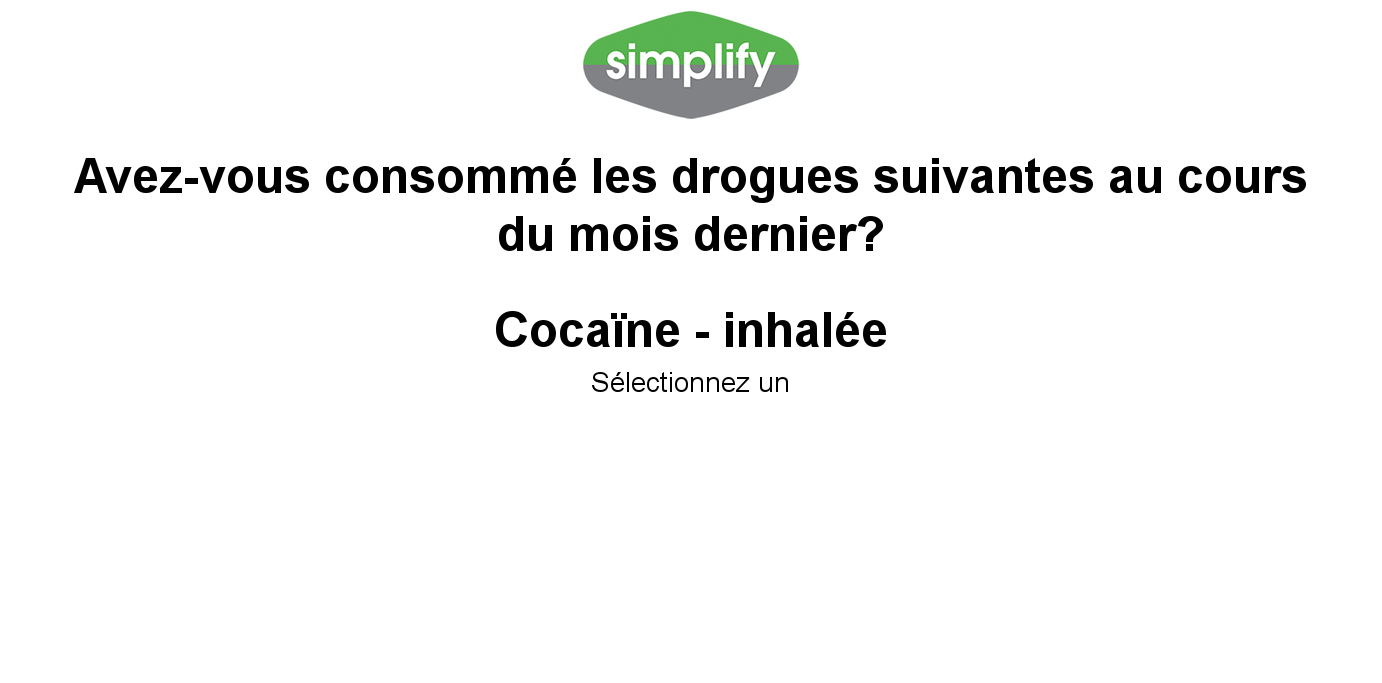 simplify
Avez-vous consommé les drogues suivantes au cours
du mois dernier?
Cocaïne - inhalée
Sélectionnez un